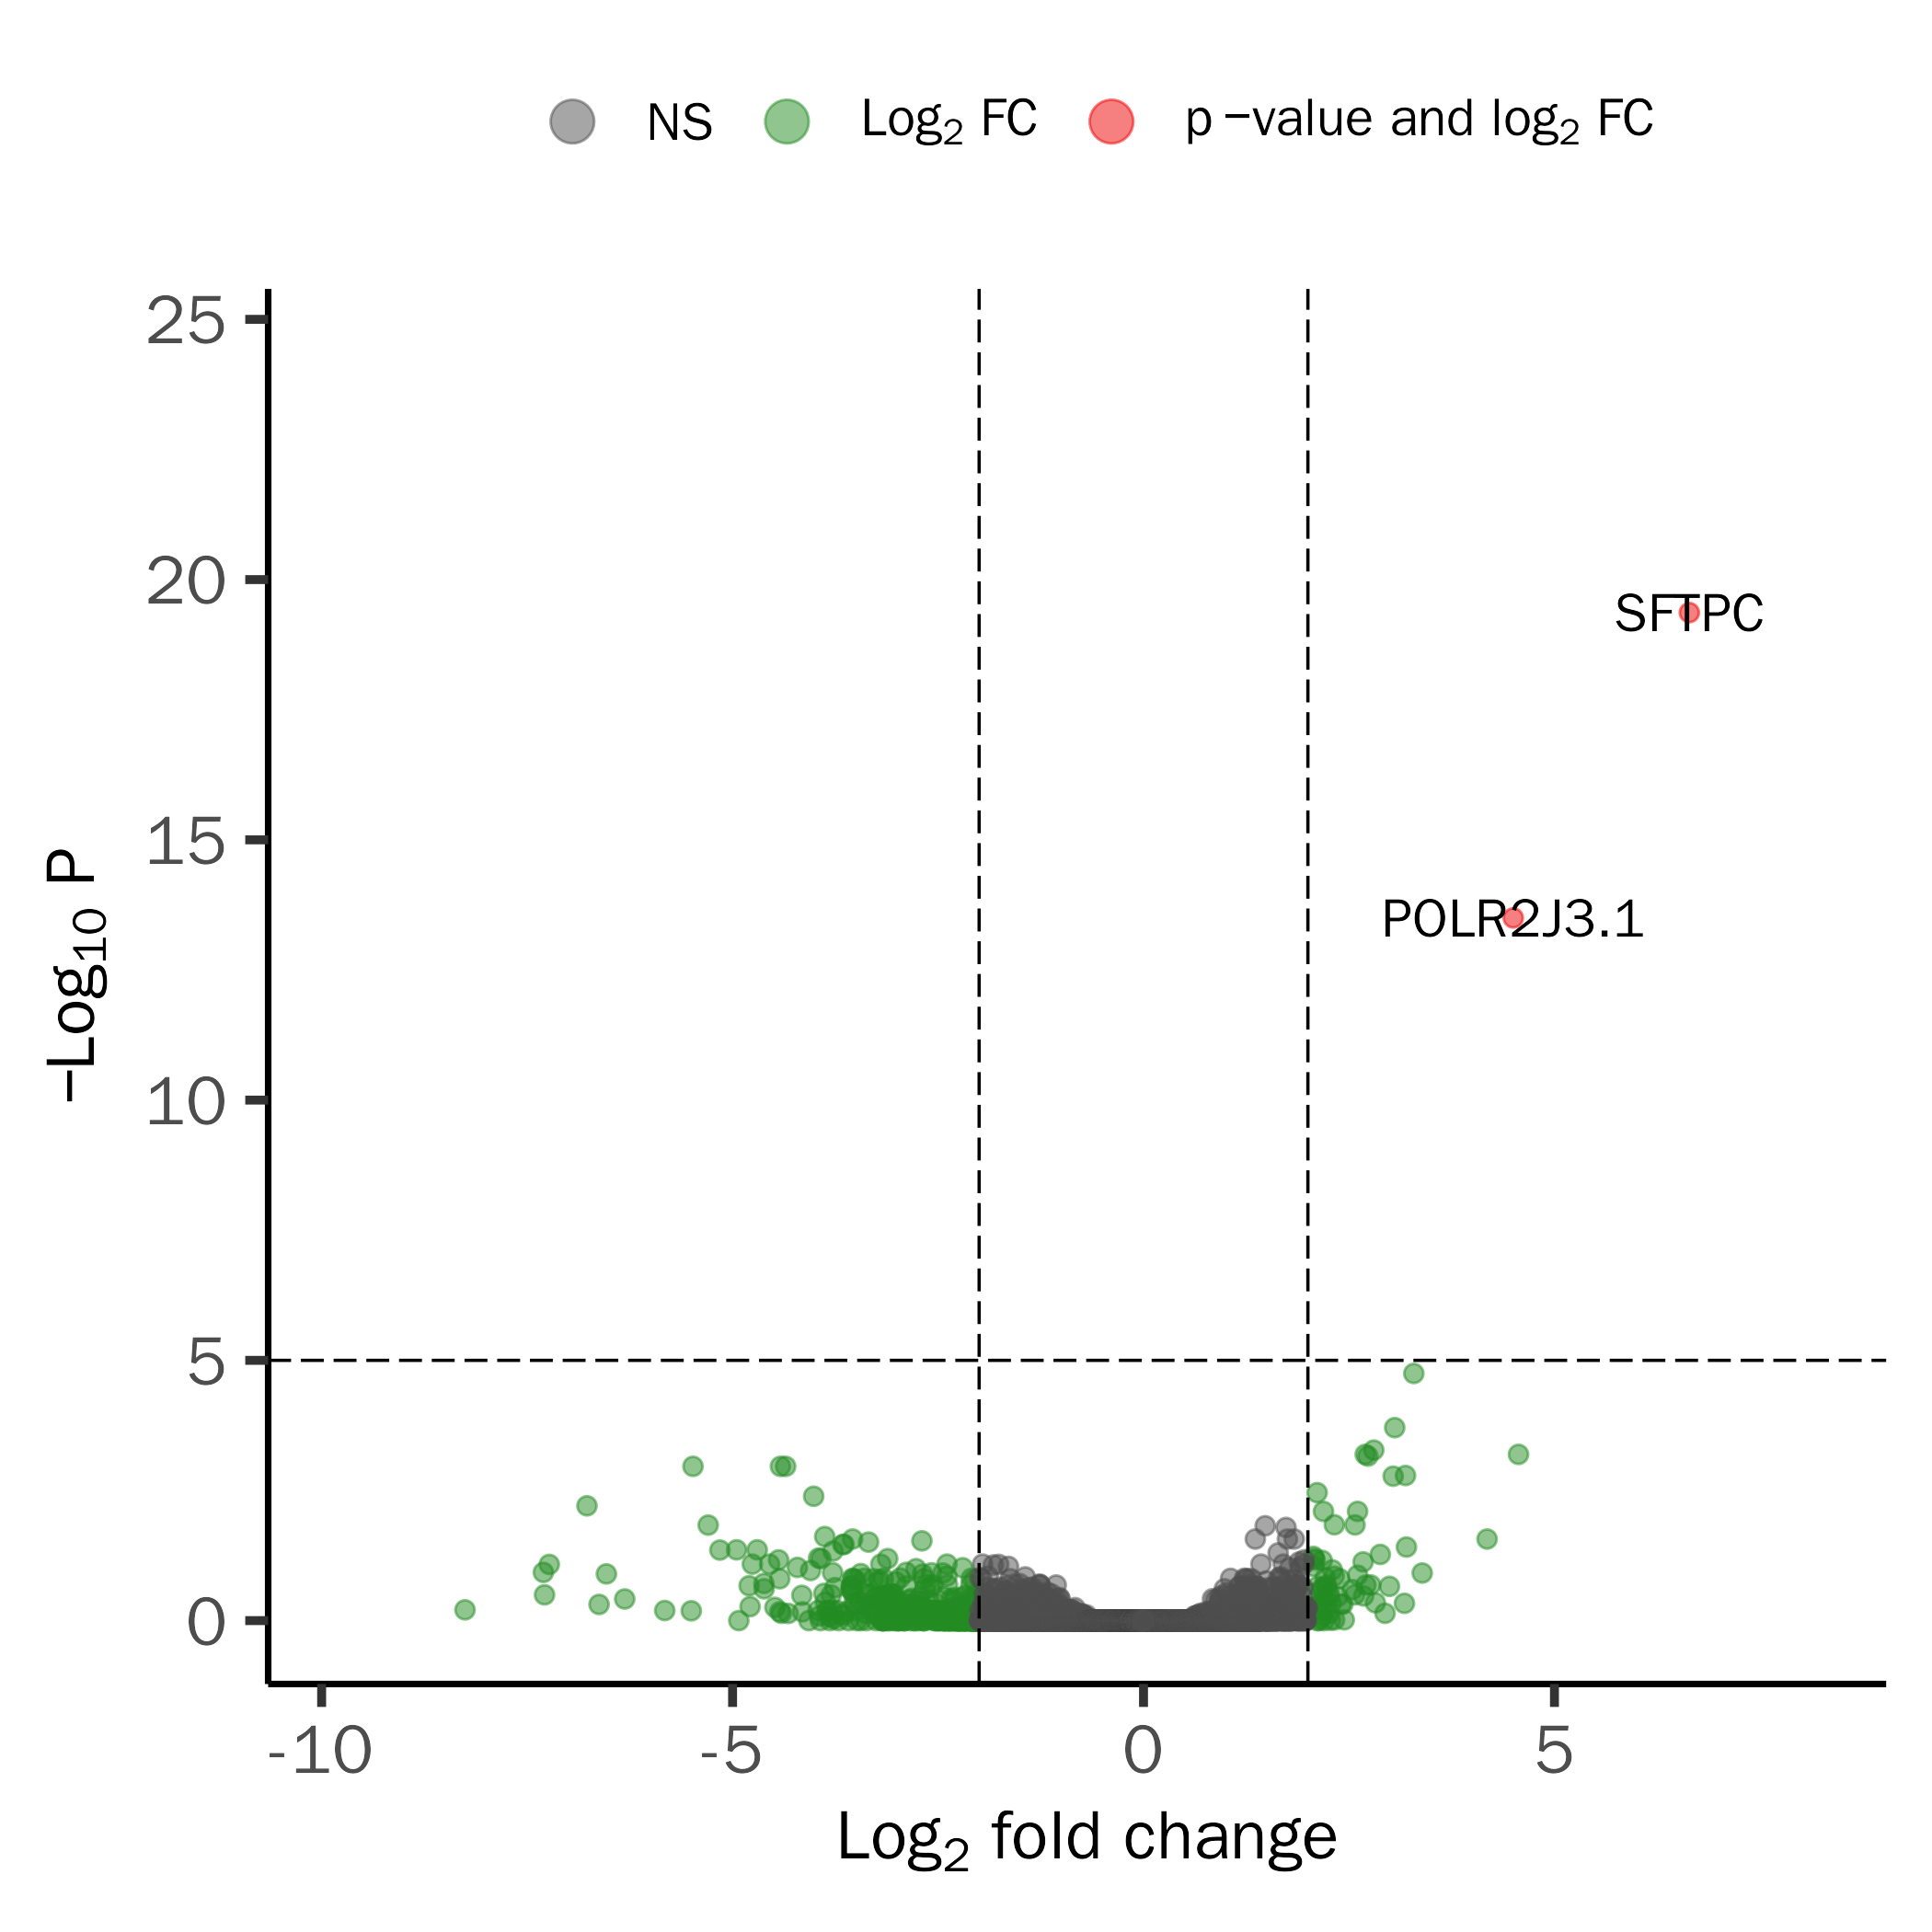 NS Log₂ FC p −value and log₂ FC
25
20
15
10
5
0
−Log₁₀ P
SFTPC
POLR2J3.1
-10 -5 0 5
Log₂ fold change